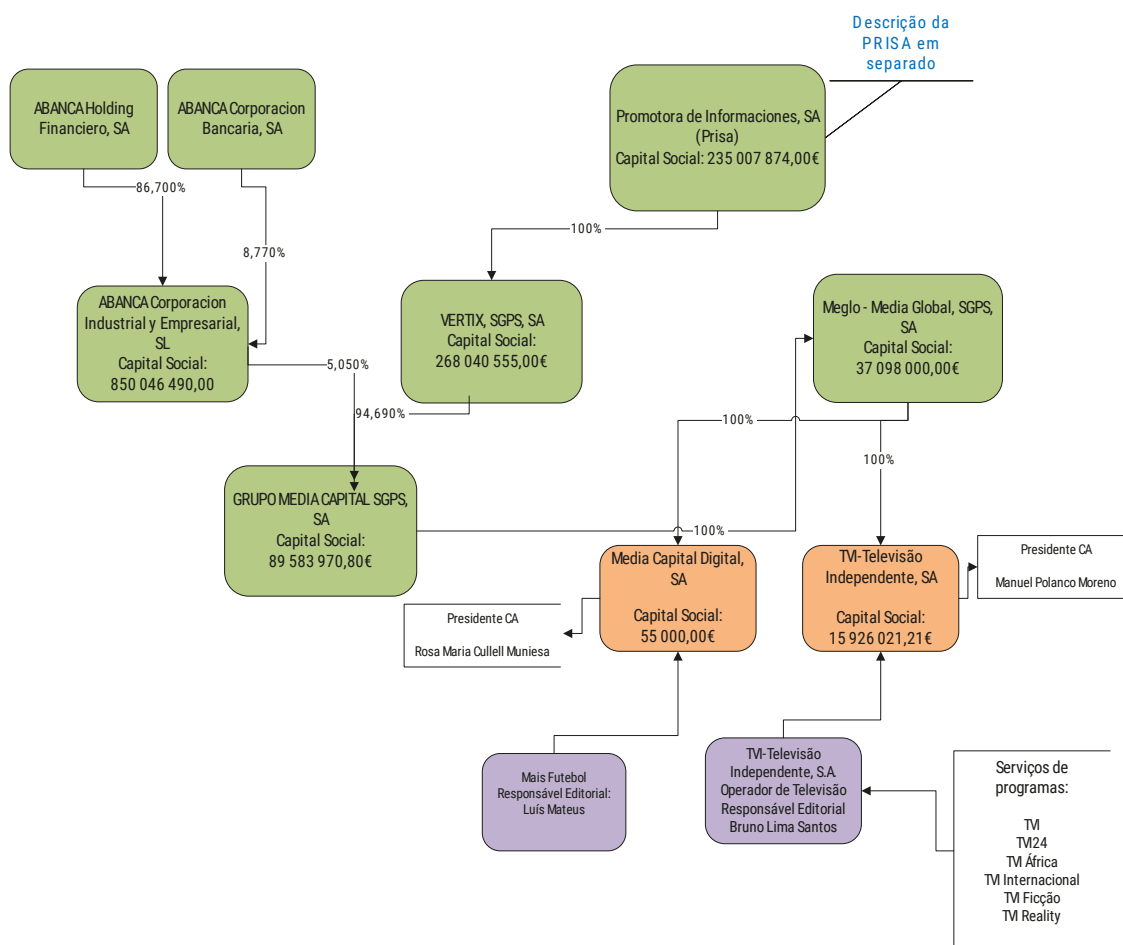 Descrição da
PRISA em
separado
ABANCA Holding
Financiero, SA
ABANCA Corporacion
Bancaria, SA
Promotora de Informaciones, SA
(Prisa)
Capital Social: 235 007 874,00€
86,700%
8,770%
100%
ABANCA Corporacion
Industrial y Empresarial,
SL
Capital Social:
850 046 490,00
VERTIX, SGPS, SA
Capital Social:
268 040 555,00€
Meglo - Media Global, SGPS,
SA
Capital Social:
37 098 000,00€
5,050%
94,690%
100%
100%
GRUPO MEDIA CAPITAL SGPS,
SA
Capital Social:
89 583 970,80€
100%
Media Capital Digital,
SA
Capital Social:
55 000,00€
TVI-Televisão
Independente, SA
Capital Social:
15 926 021,21€
Presidente CA
Manuel Polanco Moreno
Presidente CA
Rosa Maria Cullell Muniesa
Mais Futebol
Responsável Editorial:
Luís Mateus
TVI-Televisão
Independente, S.A.
Operador de Televisão
Responsável Editorial
Bruno Lima Santos
Serviços de
programas:
TVI
TVI24
TVI África
TVI Internacional
TVI Ficção
TVI Reality